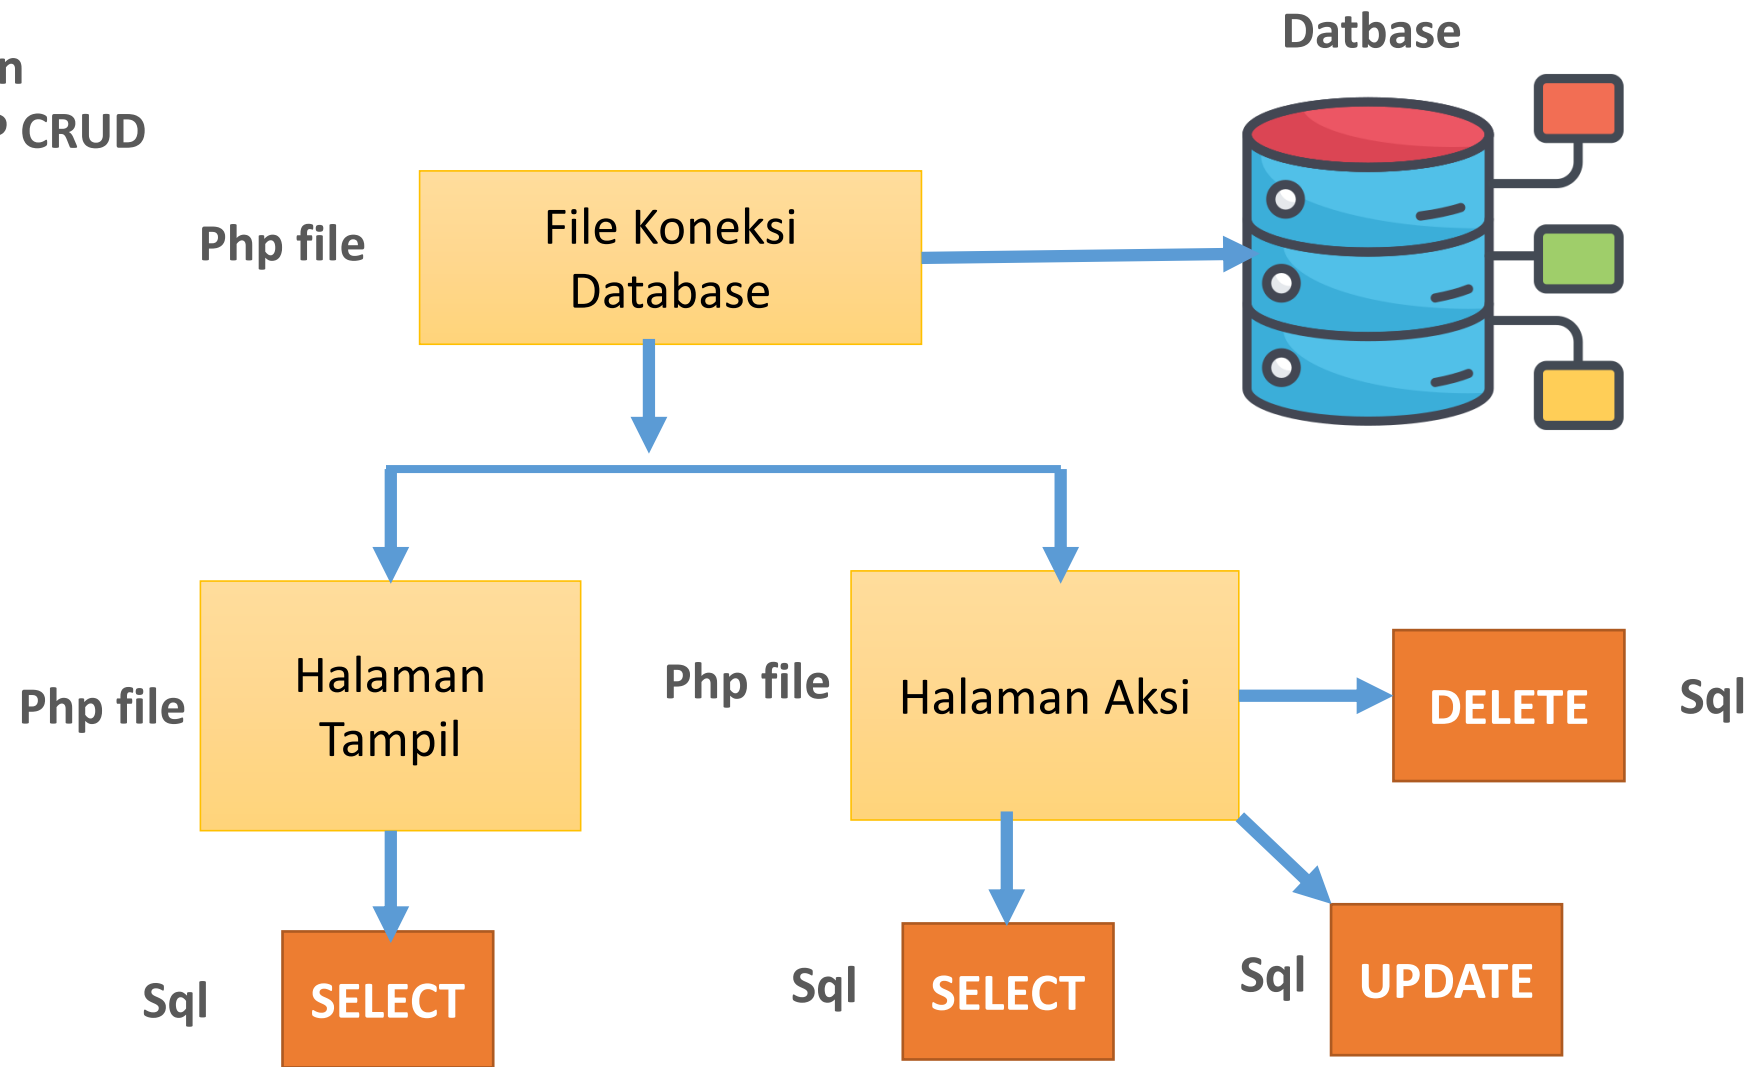 Datbase
n
P CRUD
Php file
File Koneksi
Database
Php file
Halaman
Tampil
Php file
Halaman Aksi
DELETE
Sql
Sql
SELECT
Sql
SELECT
Sql
UPDATE